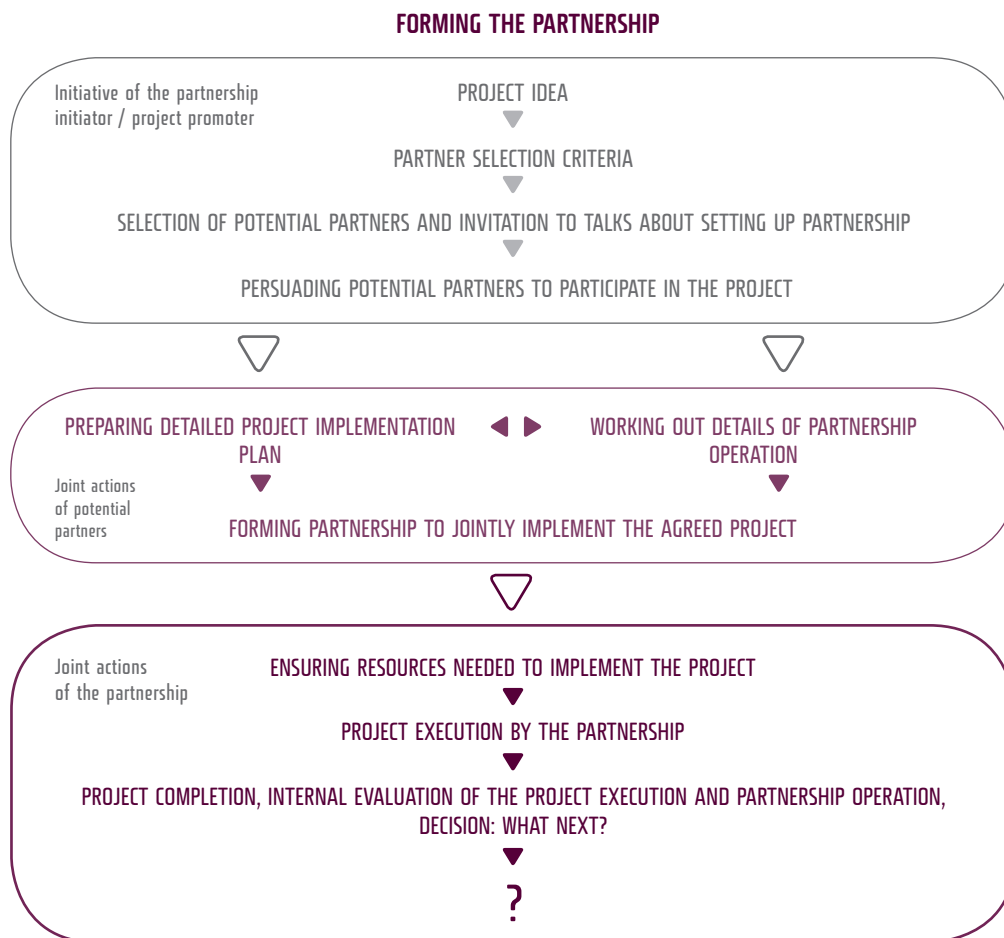 FORMING THE PARTNERSHIP
Initiative of the partnership
initiator / project promoter
PROJECT IDEA
PARTNER SELECTION CRITERIA
SELECTION OF POTENTIAL PARTNERS AND INVITATION TO TALKS ABOUT SETTING UP PARTNERSHIP
PERSUADING POTENTIAL PARTNERS TO PARTICIPATE IN THE PROJECT
PREPARING DETAILED PROJECT IMPLEMENTATION
PLAN
WORKING OUT DETAILS OF PARTNERSHIP
OPERATION
Joint actions
of potential
partners
FORMING PARTNERSHIP TO JOINTLY IMPLEMENT THE AGREED PROJECT
Joint actions
of the partnership
ENSURING RESOURCES NEEDED TO IMPLEMENT THE PROJECT
PROJECT EXECUTION BY THE PARTNERSHIP
PROJECT COMPLETION, INTERNAL EVALUATION OF THE PROJECT EXECUTION AND PARTNERSHIP OPERATION,
DECISION: WHAT NEXT?
?